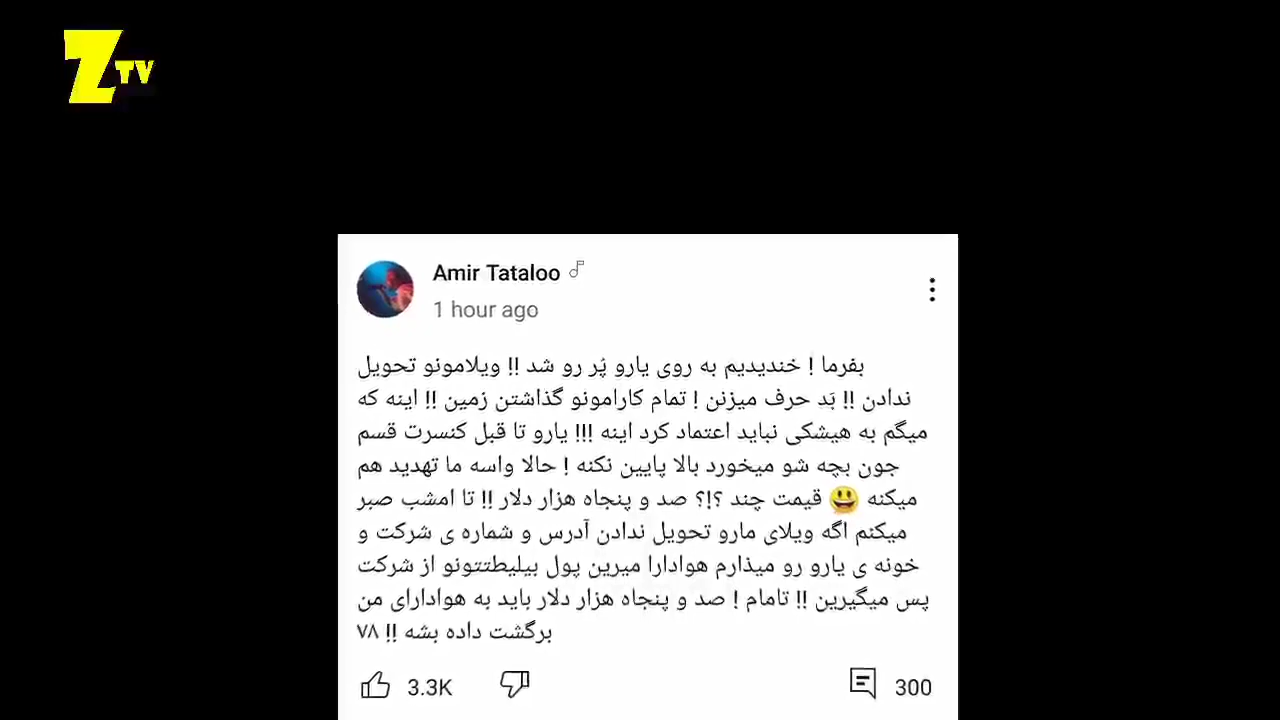 Z TV
Amir Tataloo
1 hour ago
بفرما ! خندیدیم به روی یارو پُر رو شد !! ویلامونو تحویل
ندادن !! بَد حرف میزنن ! تمام کارامونو گذاشتن زمین !! اینه که
میگم به هیشکی نباید اعتماد کرد اینه !!! یارو تا قبل کنسرت قسم
جون بچه شو میخورد بالا پایین نکنه ! حالا واسه ما تهدید هم
میکنه 😃 قیمت چند ؟!؟ صد و پنجاه هزار دلار !! تا امشب صبر
میکنم اگه ویلای مارو تحویل ندادن آدرس و شماره ی شرکت و
خونه ی یارو رو میذارم هوادارا میرین پول بیلیطتتونو از شرکت
پس میگیرین !! تامام ! صد و پنجاه هزار دلار باید به هوادارای من
برگشت داده بشه !! ۷۸
3.3K
300